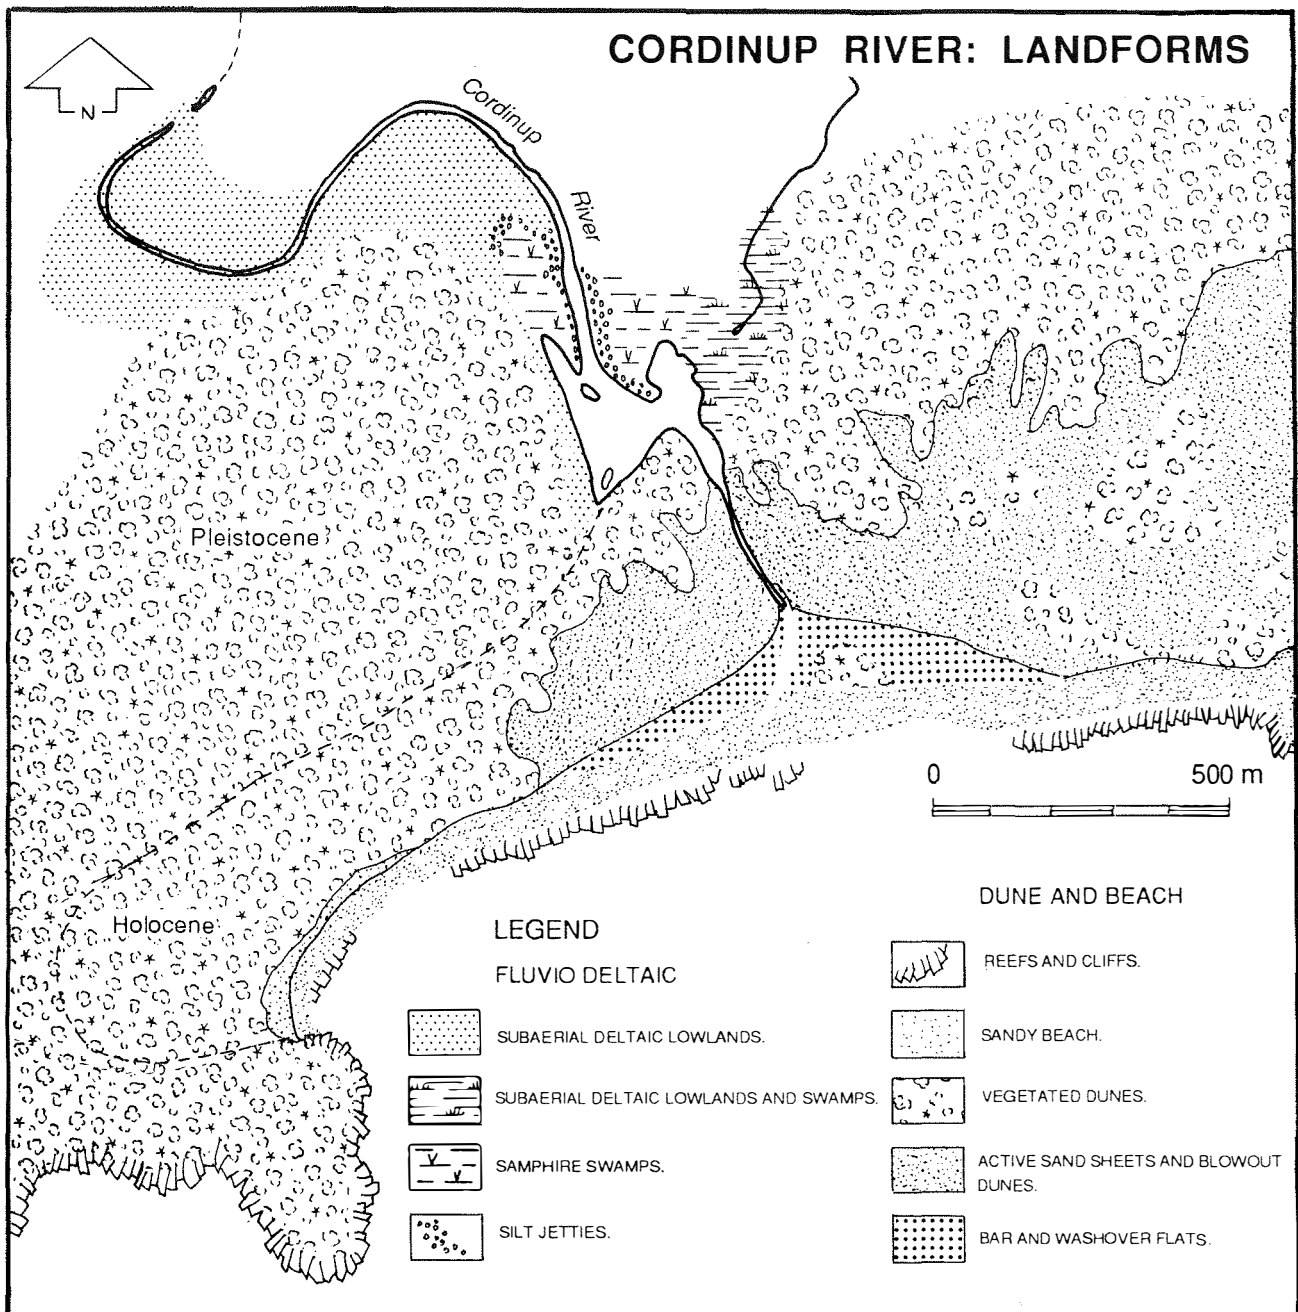 CORDINUP RIVER: LANDFORMS
N
Cordinup
River
Pleistocene
0 500 m
Holocene
LEGEND
FLUVIO DELTAIC
SUBAERIAL DELTAIC LOWLANDS.
SUBAERIAL DELTAIC LOWLANDS AND SWAMPS.
SAMPHIRE SWAMPS.
SILT JETTIES.
DUNE AND BEACH
REEFS AND CLIFFS.
SANDY BEACH.
VEGETATED DUNES.
ACTIVE SAND SHEETS AND BLOWOUT
DUNES.
BAR AND WASHOVER FLATS.